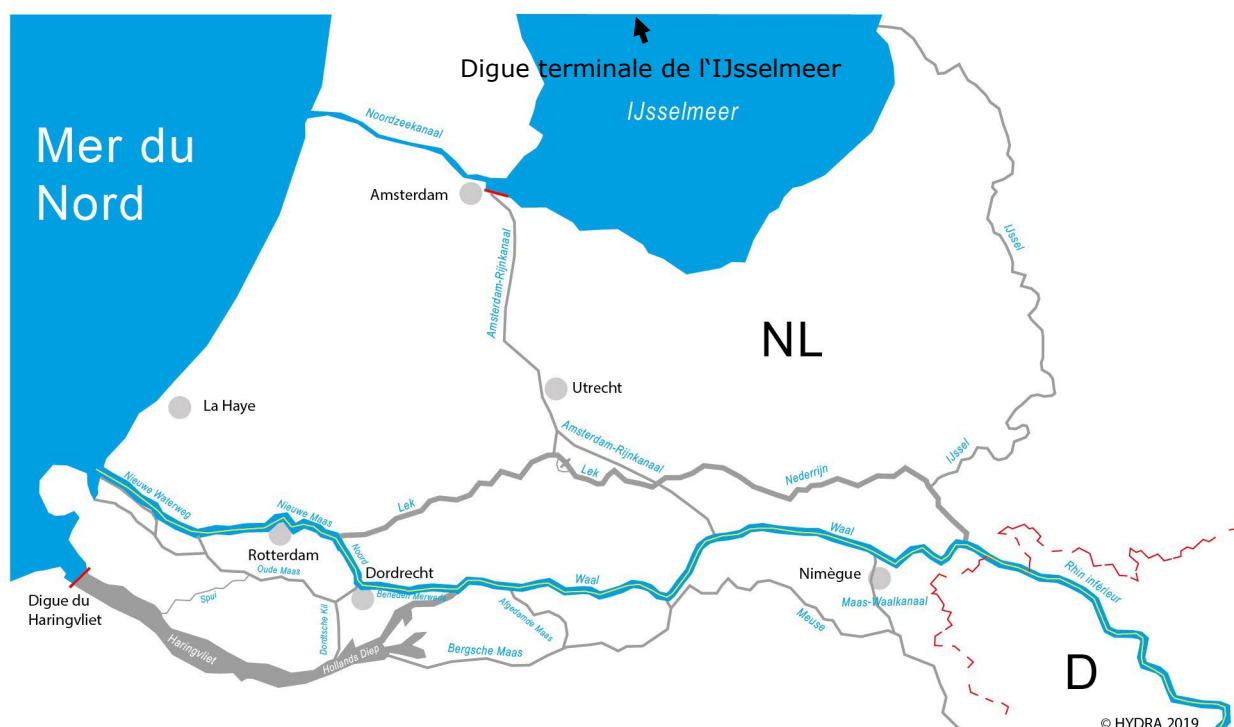 Digue terminale de l'IJsselmeer
IJsselmeer
Noordzeekanaal
Mer du
Nord
Amsterdam
IJssel
Amsterdam-Rijnkanaal
NL
Utrecht
La Haye
Amsterdam-Rijnkanaal
IJssel
Lek
Nederrijn
Nieuwe Waterweg
Nieuwe Maas
Lek
Waal
Rotterdam
Noord
Rhin inférieur
Oude Maas
Dordrecht
Waal
Nimègue
Beneden Merwede
Spui
Digue du
Haringvliet
Maas-Waalkanaal
Afgedamde Maas
Meuse
Dordtsche Kil
Haringvliet
Bergsche Maas
Hollands Diep
D
© HYDRA 2019